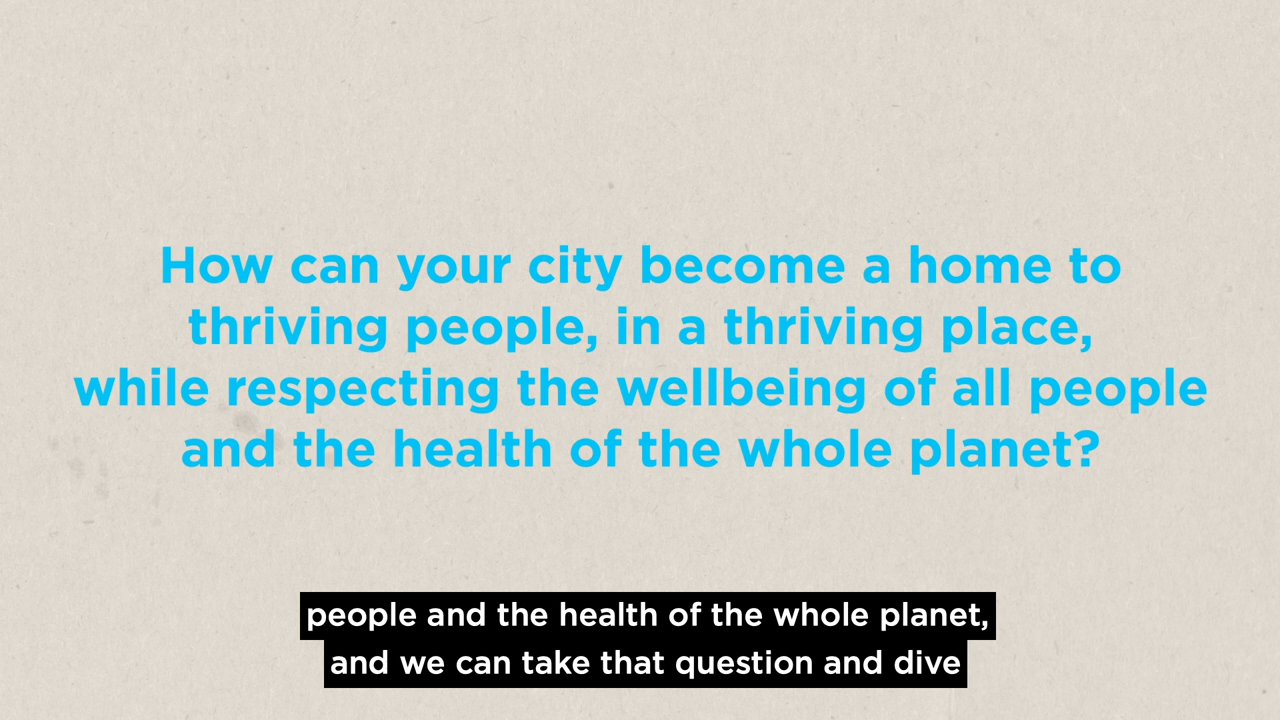 How can your city become a home to
thriving people, in a thriving place,
while respecting the wellbeing of all people
and the health of the whole planet?
people and the health of the whole planet,
and we can take that question and dive